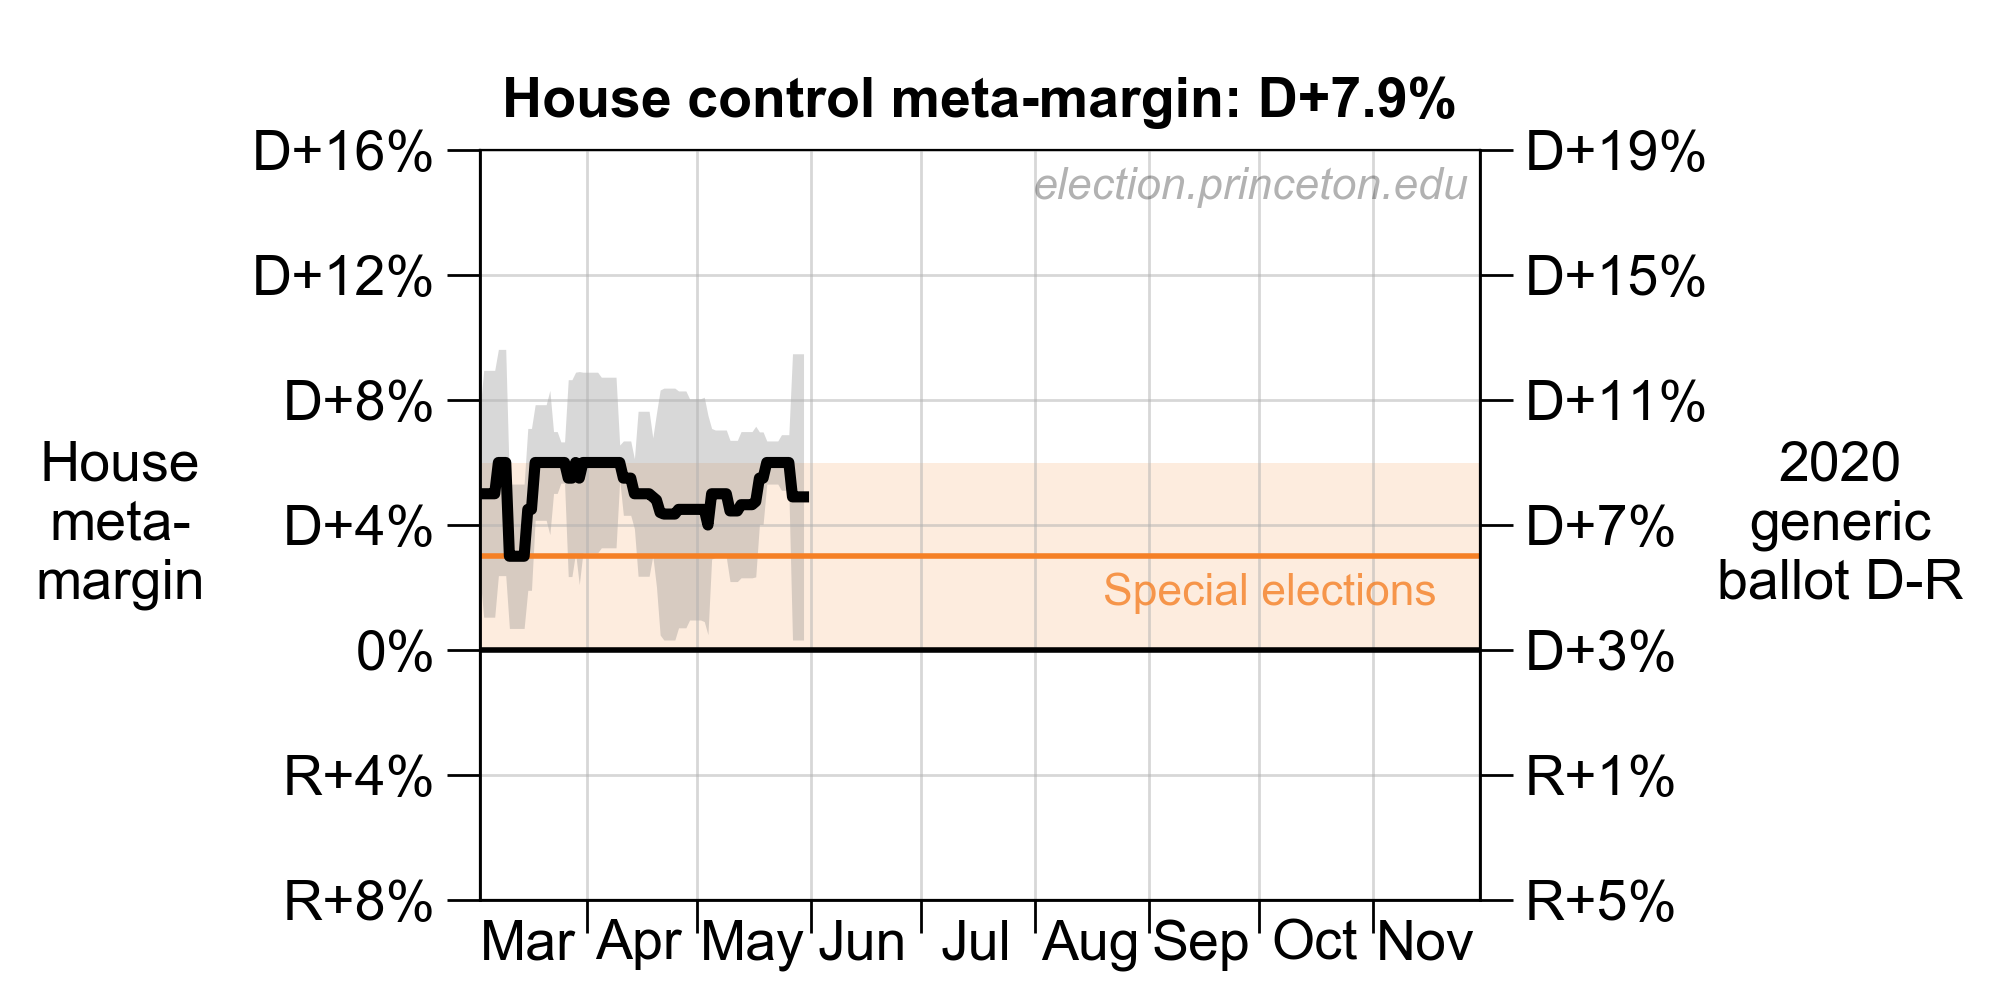 House control meta-margin: D+7.9%
election.princeton.edu
D+16%
D+12%
D+8%
D+4%
0%
R+4%
R+8%
House
meta-
margin
D+19%
D+15%
D+11%
D+7%
D+3%
R+1%
R+5%
2020
generic
ballot D-R
Special elections
Mar Apr May Jun Jul Aug Sep Oct Nov